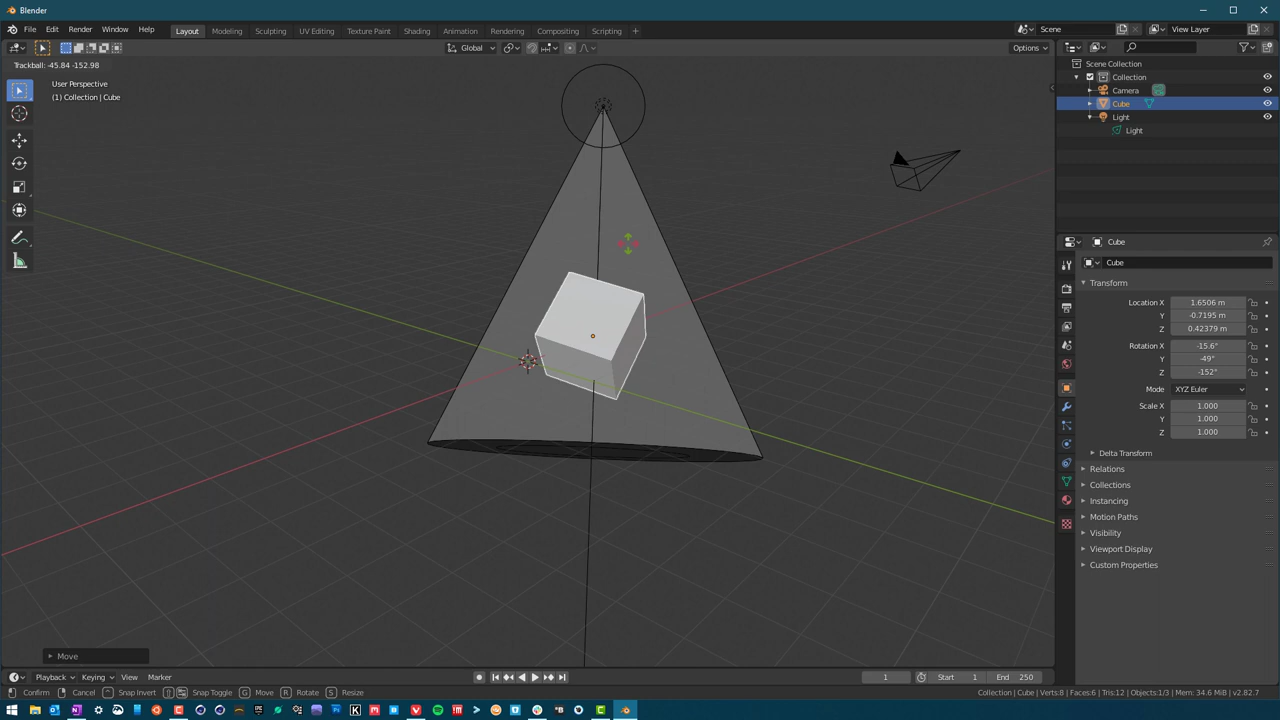 Blender
File Edit Render Window Help
Layout Modeling Sculpting UV Editing Texture Paint Shading Animation Rendering Compositing Scripting +
Scene
View Layer
Global
Options
Trackball: -45.84 -152.98
User Perspective
(1) Collection | Cube
Scene Collection
Collection
Camera
Cube
Light
Light
Cube
Cube
Transform
Location X 1.6506 m
Y -0.7195 m
Z 0.42379 m
Rotation X -15.6°
Y -49°
Z -152°
Mode XYZ Euler
Scale X 1.000
Y 1.000
Z 1.000
Delta Transform
Relations
Collections
Instancing
Motion Paths
Visibility
Viewport Display
Custom Properties
Move
Playback Keying View Marker
1
Start 1
End 250
Confirm Cancel Snap Invert Snap Toggle G Move R Rotate S Resize
Collection | Cube | Verts:8 | Faces:6 | Tris:12 | Objects:1/3 | Mem: 34.6 MiB | v2.82.7